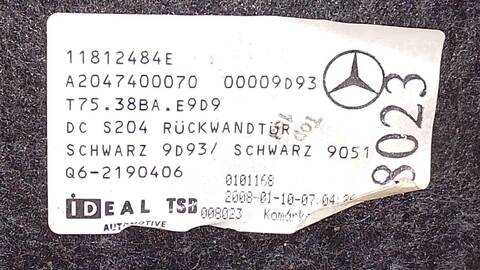 11812484E
A2047400070 00009D93
T75.38BA.E9D9
DC S204 RÜCKWANDTÜR
SCHWARZ 9D93/ SCHWARZ 9051
Q6-2190406
0101168
2008-01-10-07:04
iDEAL TSB
AUTOMOTIVE
008023
8023